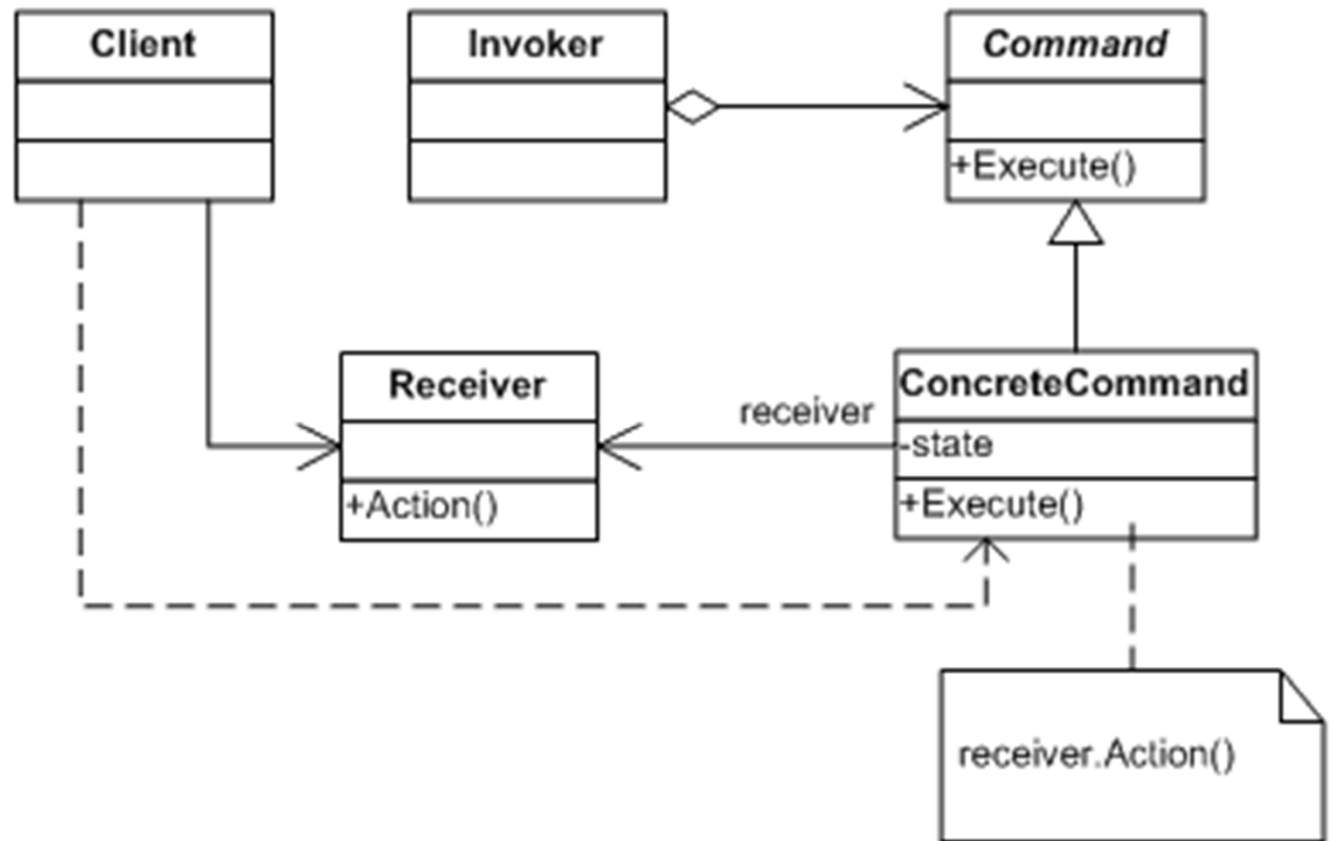 Client
Invoker
Command
+Execute()
Receiver
+Action()
receiver
ConcreteCommand
-state
+Execute()
receiver.Action()